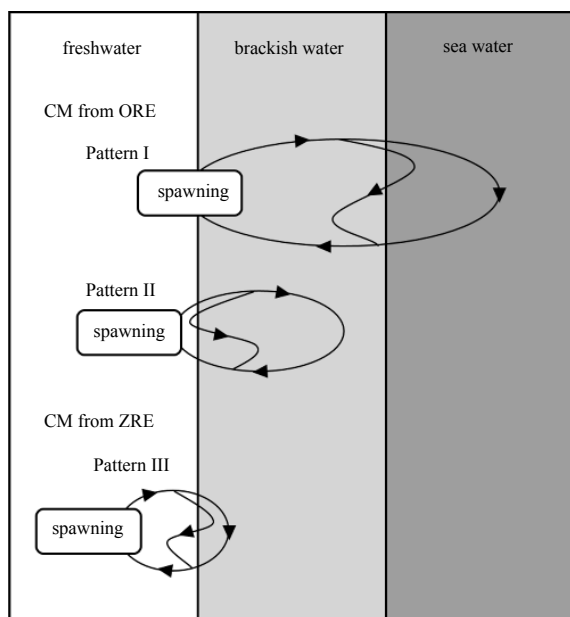 freshwater brackish water sea water
CM from ORE
Pattern I
spawning
Pattern II
spawning
CM from ZRE
Pattern III
spawning